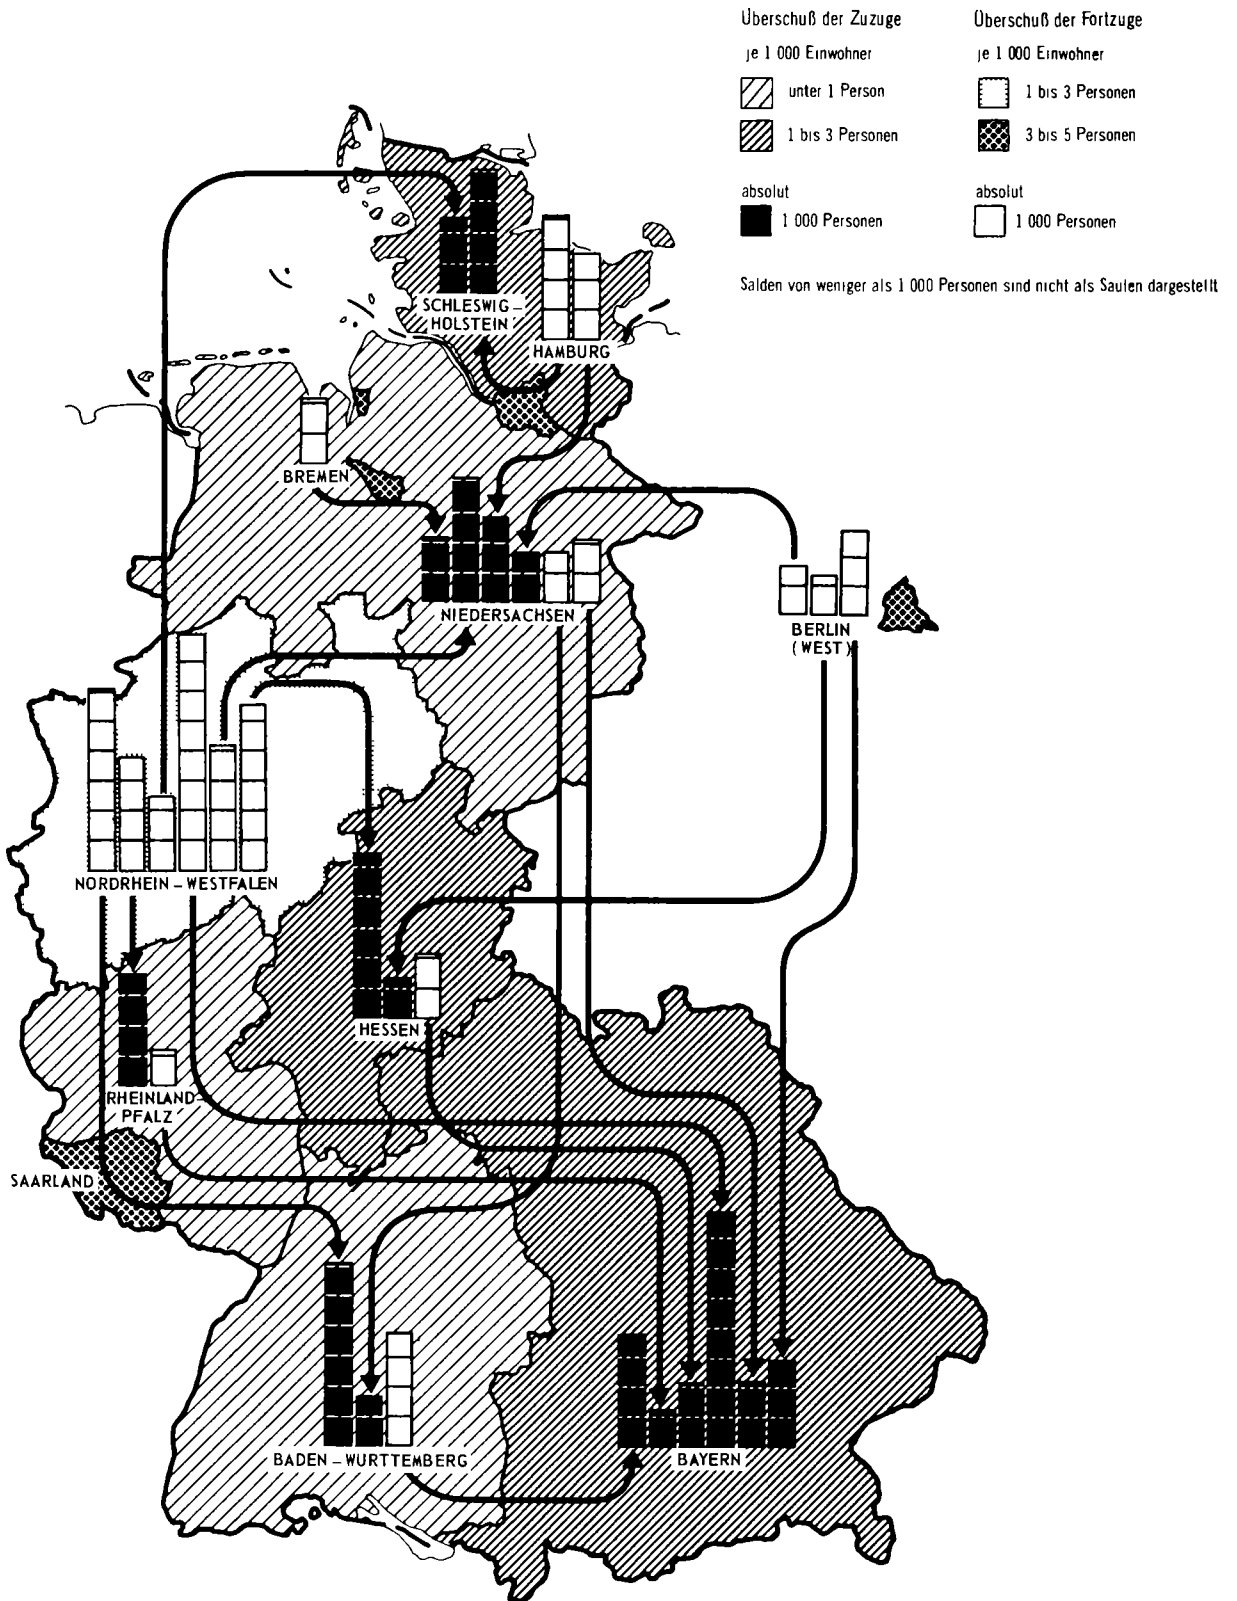 Überschuß der Zuzuge
je 1 000 Einwohner
unter 1 Person
1 bis 3 Personen
absolut
1 000 Personen
Überschuß der Fortzuge
je 1 000 Einwohner
1 bis 3 Personen
3 bis 5 Personen
absolut
1 000 Personen
Salden von weniger als 1 000 Personen sind nicht als Saulen dargestellt
SCHLESWIG-
HOLSTEIN
HAMBURG
BREMEN
NIEDERSACHSEN
BERLIN
(WEST)
NORDRHEIN-WESTFALEN
HESSEN
RHEINLAND-
PFALZ
SAARLAND
BADEN-WURTTEMBERG
BAYERN